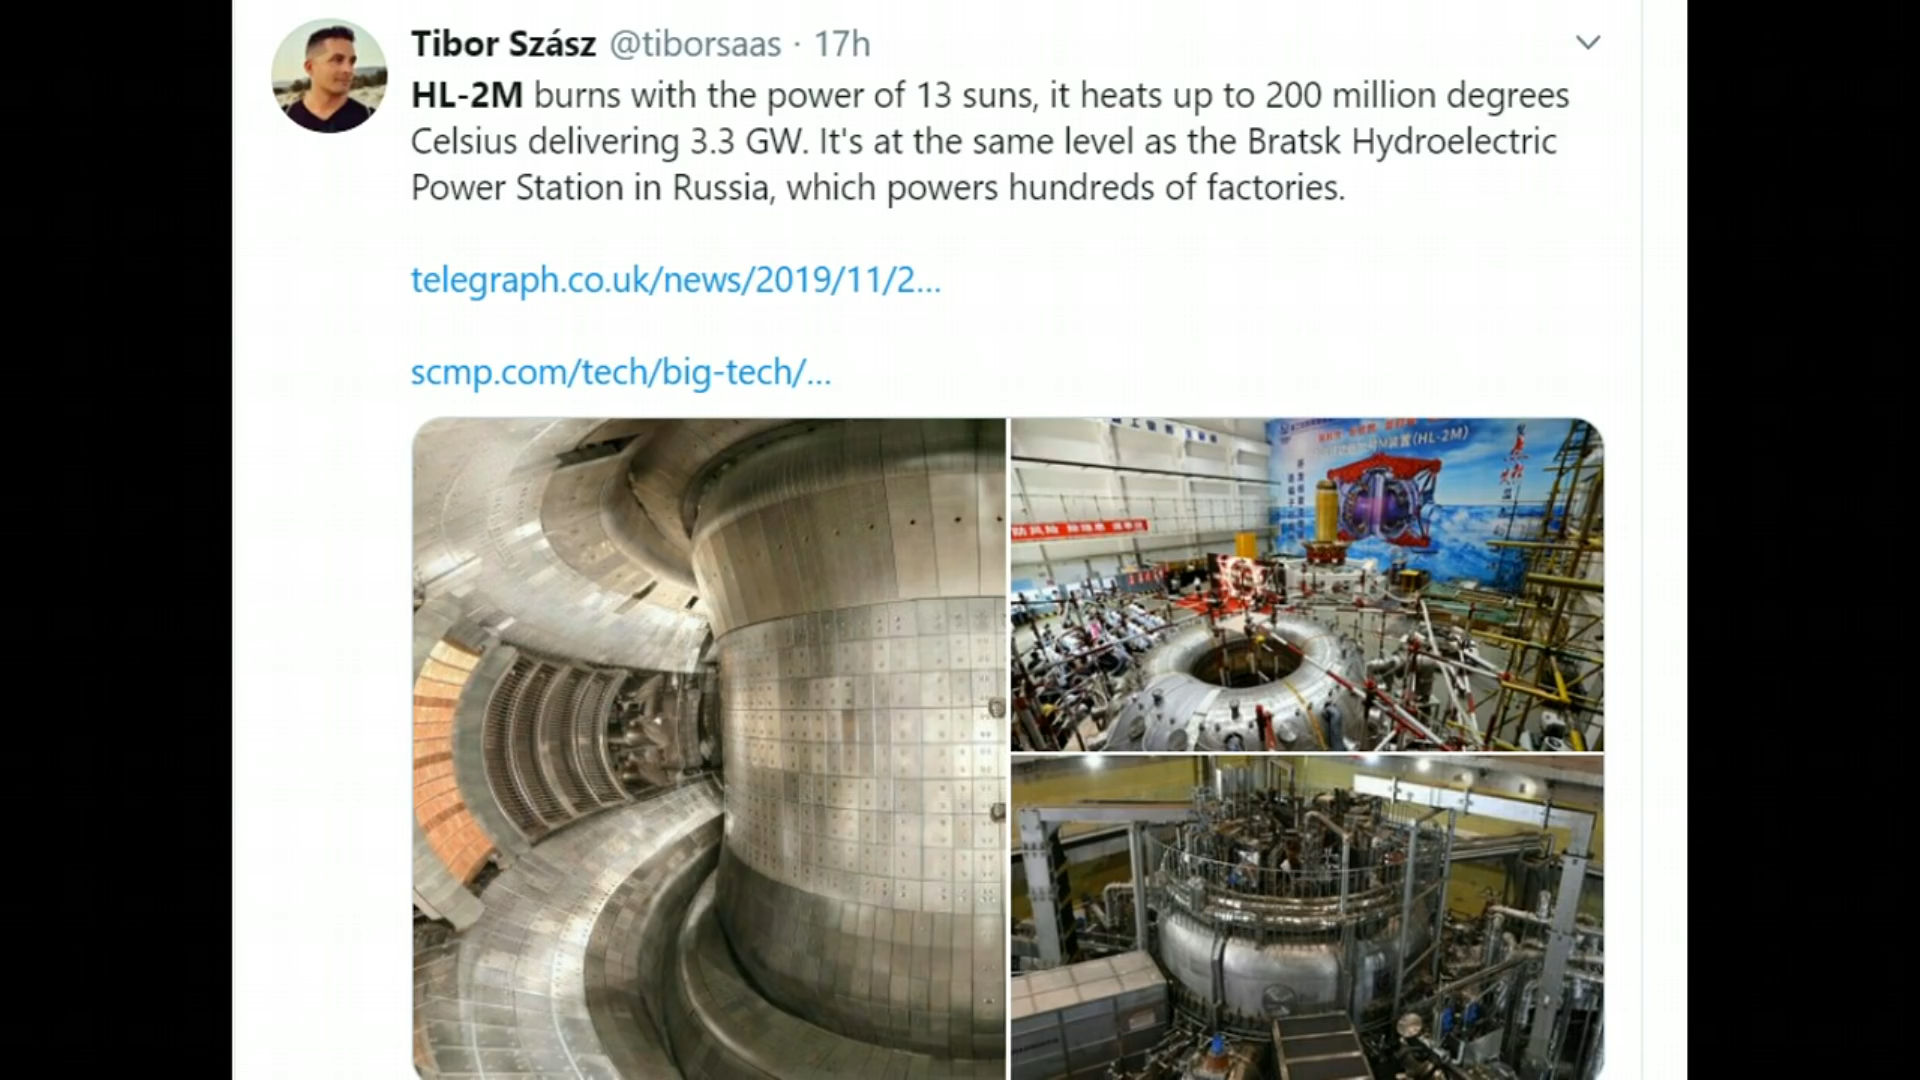 Tibor Szász @tiborsaas · 17h
HL-2M burns with the power of 13 suns, it heats up to 200 million degrees
Celsius delivering 3.3 GW. It's at the same level as the Bratsk Hydroelectric
Power Station in Russia, which powers hundreds of factories.
telegraph.co.uk/news/2019/11/2...
scmp.com/tech/big-tech/...
装置(HL-2M)